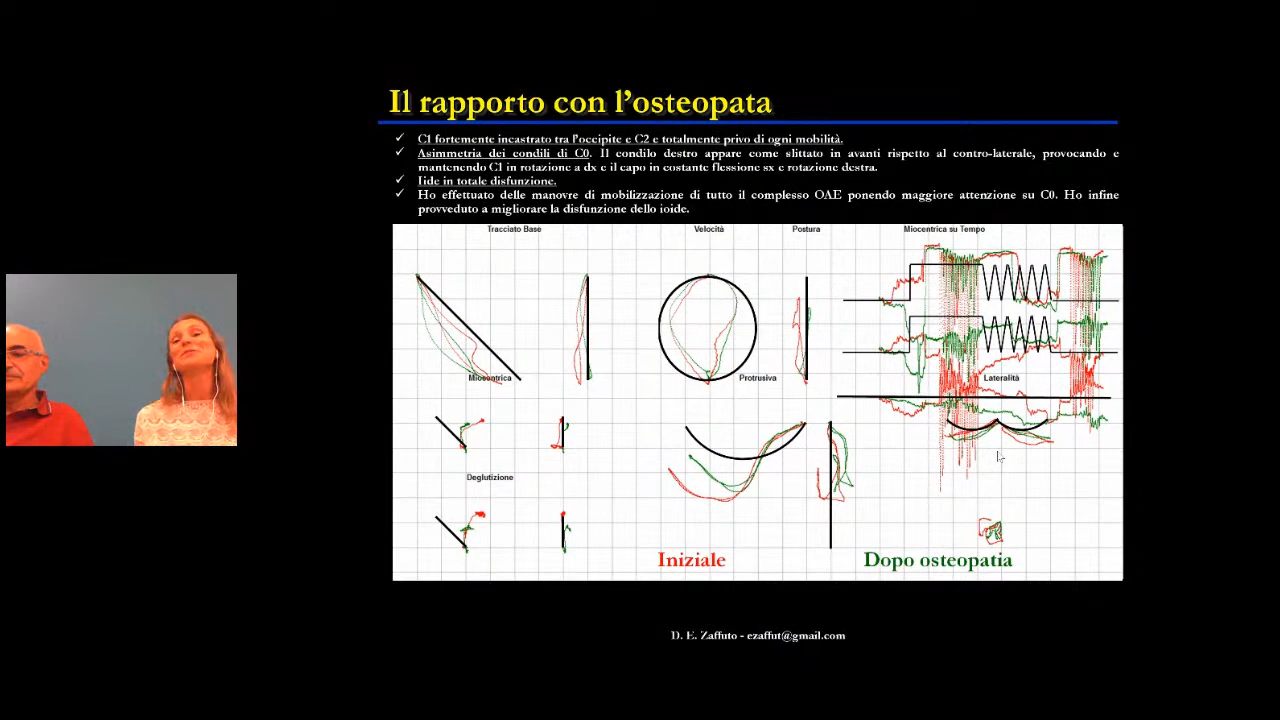 Il rapporto con l'osteopata
✓ C1 fortemente incastrato tra l'occipite e C2 e totalmente privo di ogni mobilità.
✓ Asimmetria dei condili di C0. Il condilo destro appare come slittato in avanti rispetto al contro-laterale, provocando e
mantenendo C1 in rotazione a dx e il capo in costante flessione sx e rotazione destra.
✓ Iide in totale disfunzione.
✓ Ho effettuato delle manovre di mobilizzazione di tutto il complesso OAE ponendo maggiore attenzione su C0. Ho infine
provveduto a migliorare la disfunzione dello ioide.
Tracciato Base Velocità Postura Miocentrica su Tempo
Miocentrica Protrusiva Lateralità
Deglutizione
Iniziale Dopo osteopatia
D. E. Zaffuto - ezaffut@gmail.com